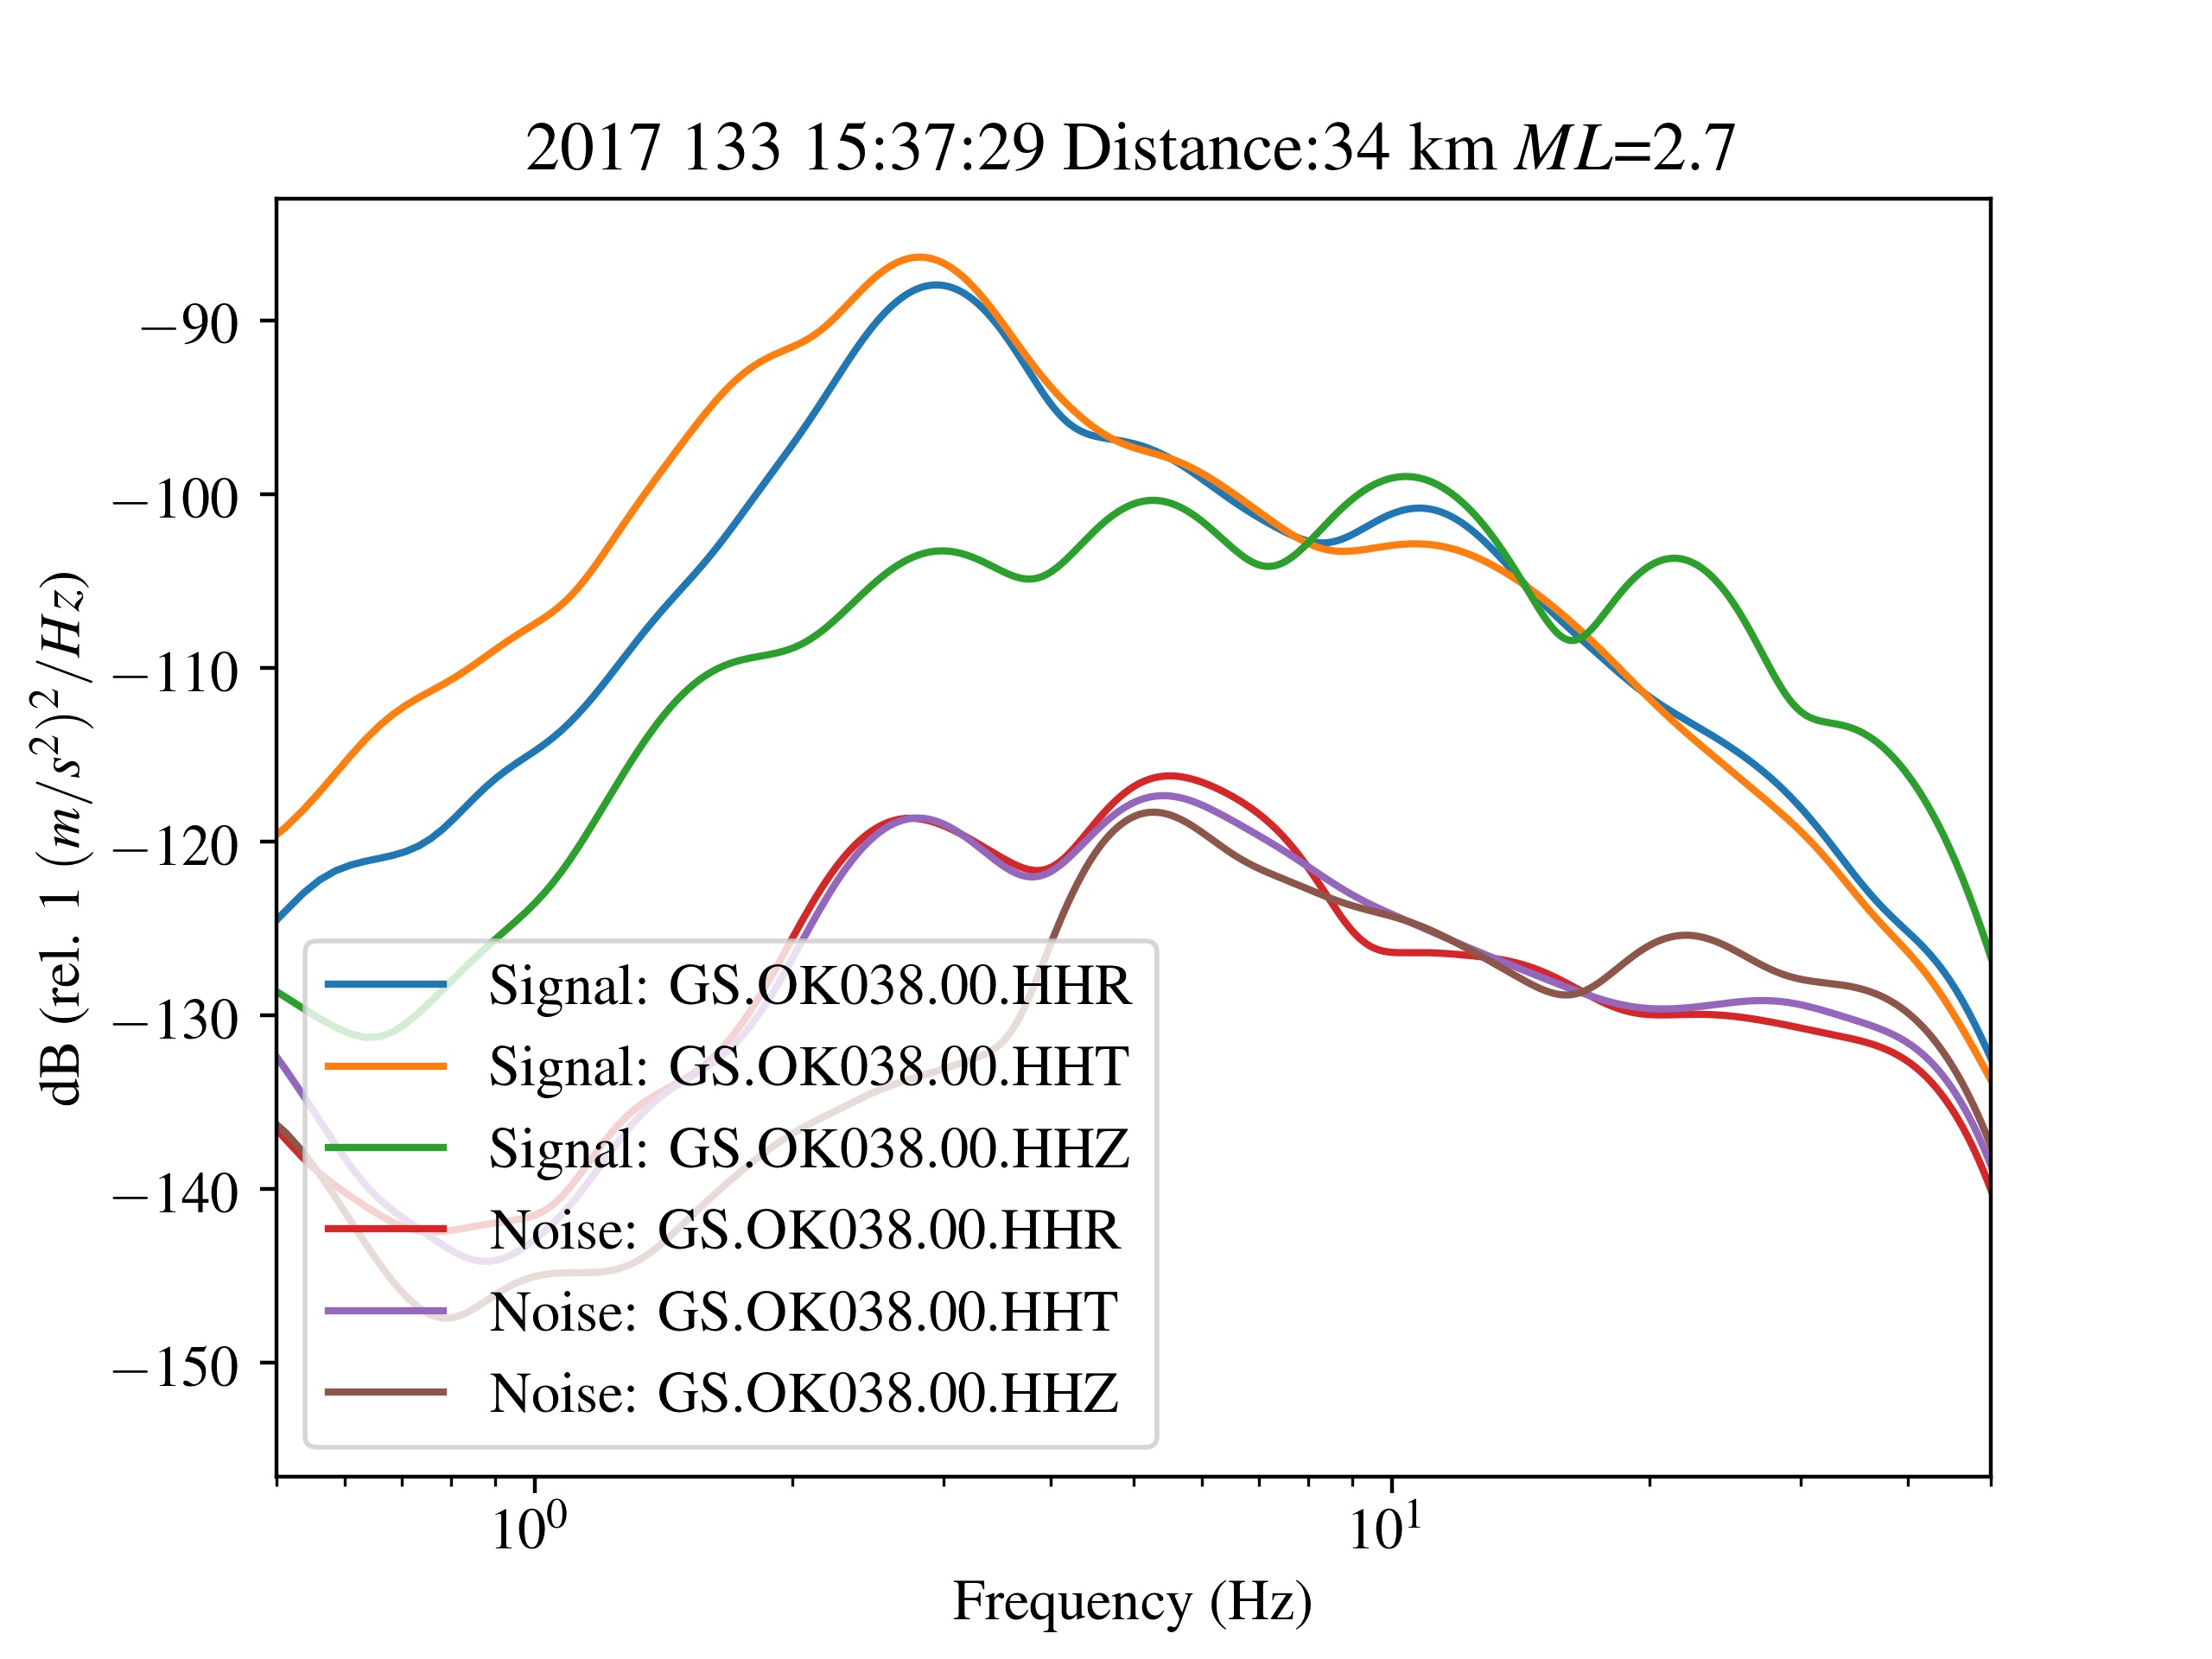 2017 133 15:37:29 Distance:34 km ML=2.7
dB (rel. 1 (m/s²)²/Hz)
−90
−100
−110
−120
−130
−140
−150
Signal: GS.OK038.00.HHR
Signal: GS.OK038.00.HHT
Signal: GS.OK038.00.HHZ
Noise: GS.OK038.00.HHR
Noise: GS.OK038.00.HHT
Noise: GS.OK038.00.HHZ
10⁰ 10¹
Frequency (Hz)